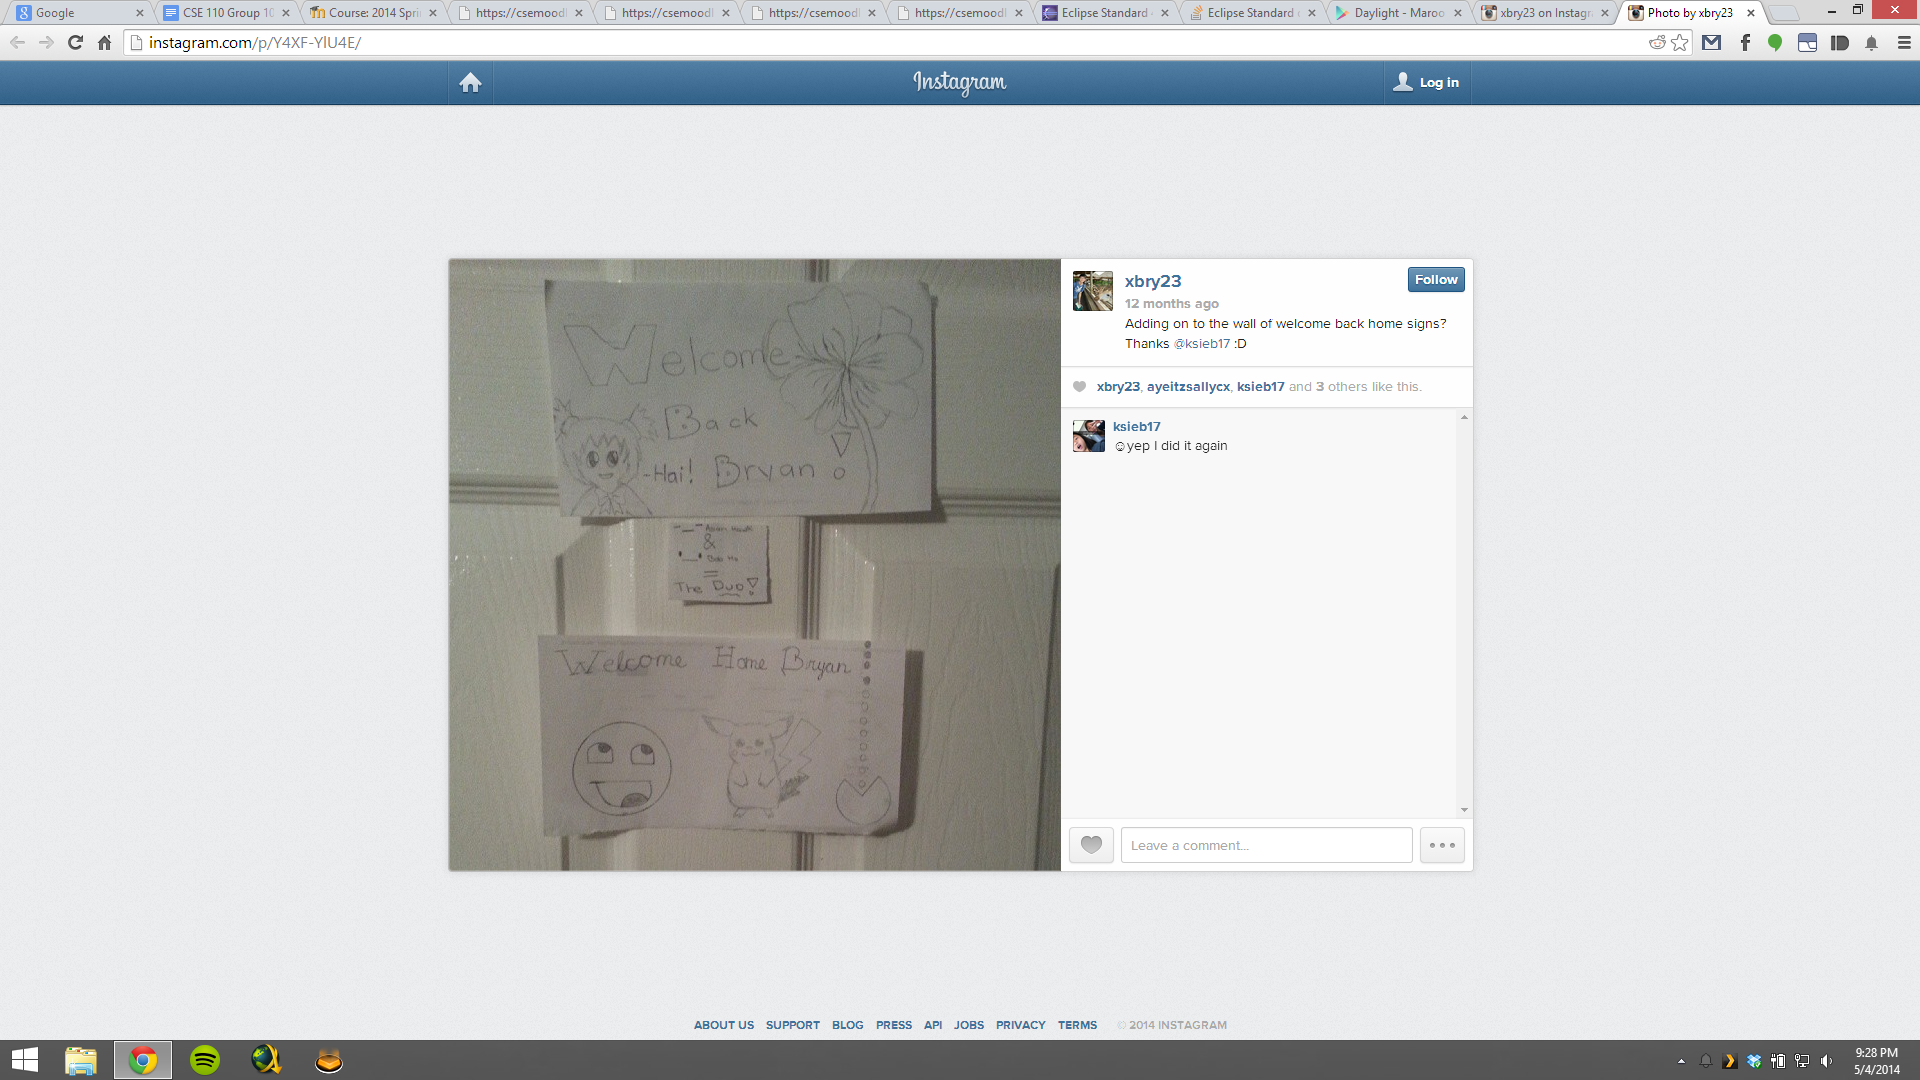 Google
CSE 110 Group 10
Course: 2014 Spri
https://csemoodl
https://csemoodl
https://csemoodl
https://csemoodl
Eclipse Standard
Eclipse Standard
Daylight - Maroo
xbry23 on Instagr
Photo by xbry23
instagram.com/p/Y4XF-YlU4E/
Instagram
Log in
Welcome
Back
-Hai! Bryan!
&
=
The Duo!
Welcome Home Bryan
xbry23
Follow
12 months ago
Adding on to the wall of welcome back home signs?
Thanks @ksieb17 :D
xbry23, ayeitzsallycx, ksieb17 and 3 others like this.
ksieb17
☺yep I did it again
Leave a comment...
ABOUT US SUPPORT BLOG PRESS API JOBS PRIVACY TERMS © 2014 INSTAGRAM
9:28 PM
5/4/2014